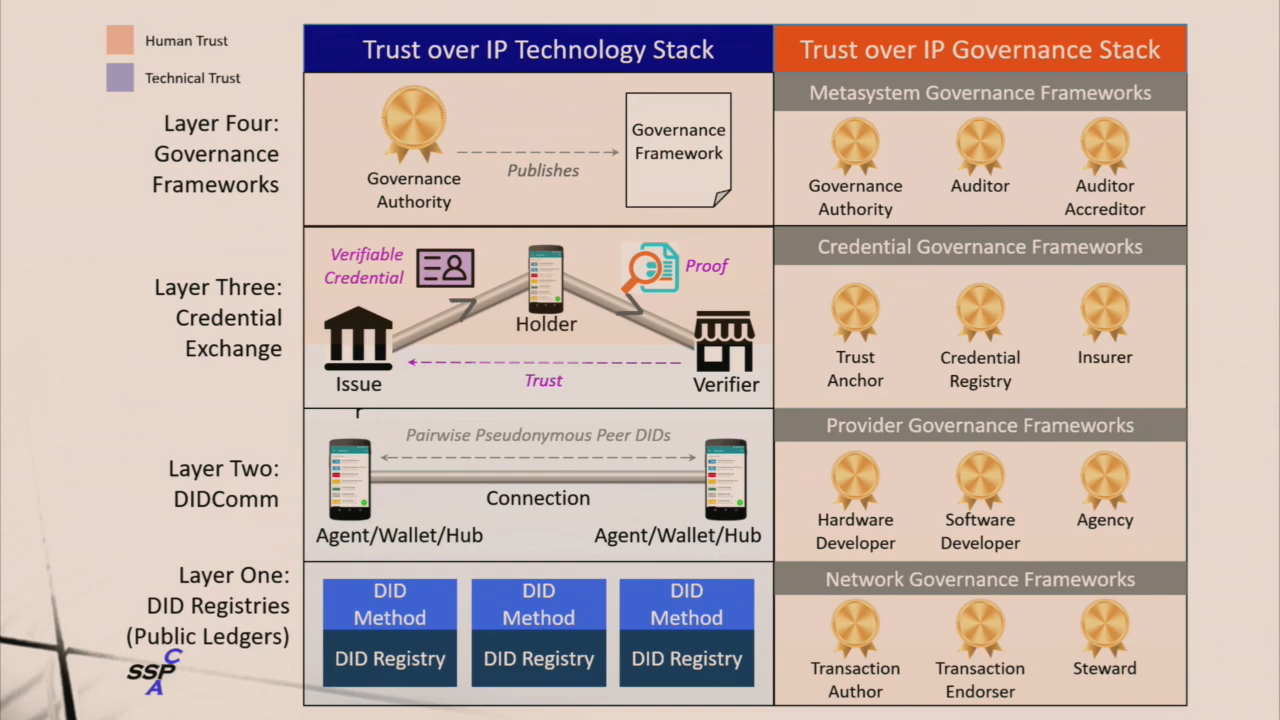 Human Trust
Technical Trust
Trust over IP Technology Stack
Trust over IP Governance Stack
Layer Four:
Governance
Frameworks
Governance
Authority
Publishes
Governance
Framework
Metasystem Governance Frameworks
Governance
Authority
Auditor
Auditor
Accreditor
Layer Three:
Credential
Exchange
Verifiable
Credential
Holder
Proof
Issue
r
Trust
Verifier
Credential Governance Frameworks
Trust
Anchor
Credential
Registry
Insurer
Layer Two:
DIDComm
Pairwise Pseudonymous Peer DIDs
Connection
Agent/Wallet/Hub
Agent/Wallet/Hub
Provider Governance Frameworks
Hardware
Developer
Software
Developer
Agency
Layer One:
DID Registries
(Public Ledgers)
DID
Method
DID Registry
DID
Method
DID Registry
DID
Method
DID Registry
Network Governance Frameworks
Transaction
Author
Transaction
Endorser
Steward
C
SSP
A